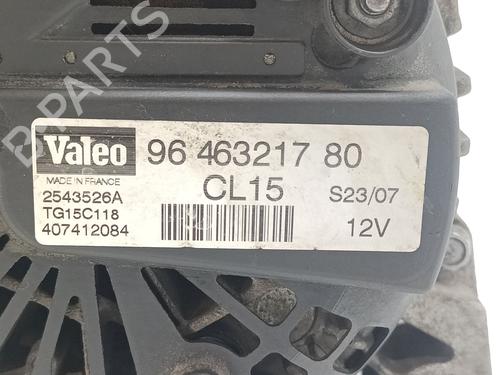 B-PARTS
Valeo
MADE IN FRANCE
96 463217 80
CL15
S23/07
12V
2543526A
TG15C118
407412084